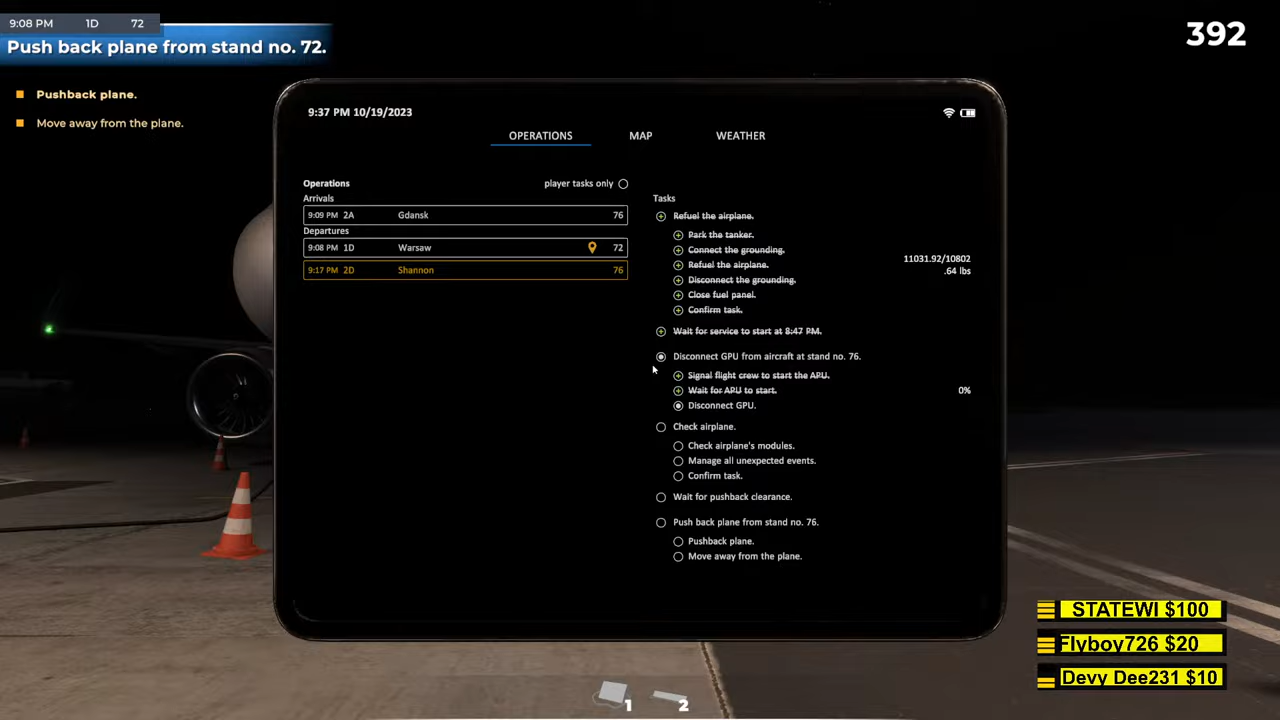 9:08 PM 1D 72
Push back plane from stand no. 72.
392
Pushback plane.
Move away from the plane.
9:37 PM 10/19/2023
OPERATIONS MAP WEATHER
Operations player tasks only
Arrivals
9:09 PM 2A Gdansk 76
Departures
9:08 PM 1D Warsaw 72
9:17 PM 2D Shannon 76
Tasks
Refuel the airplane.
Park the tanker.
Connect the grounding.
Refuel the airplane.
11031.92/10802
.64 lbs
Disconnect the grounding.
Close fuel panel.
Confirm task.
Wait for service to start at 8:47 PM.
Disconnect GPU from aircraft at stand no. 76.
Signal flight crew to start the APU.
Wait for APU to start. 0%
Disconnect GPU.
Check airplane.
Check airplane's modules.
Manage all unexpected events.
Confirm task.
Wait for pushback clearance.
Push back plane from stand no. 76.
Pushback plane.
Move away from the plane.
STATEWI $100
Flyboy726 $20
Devy Dee231 $10
1 2